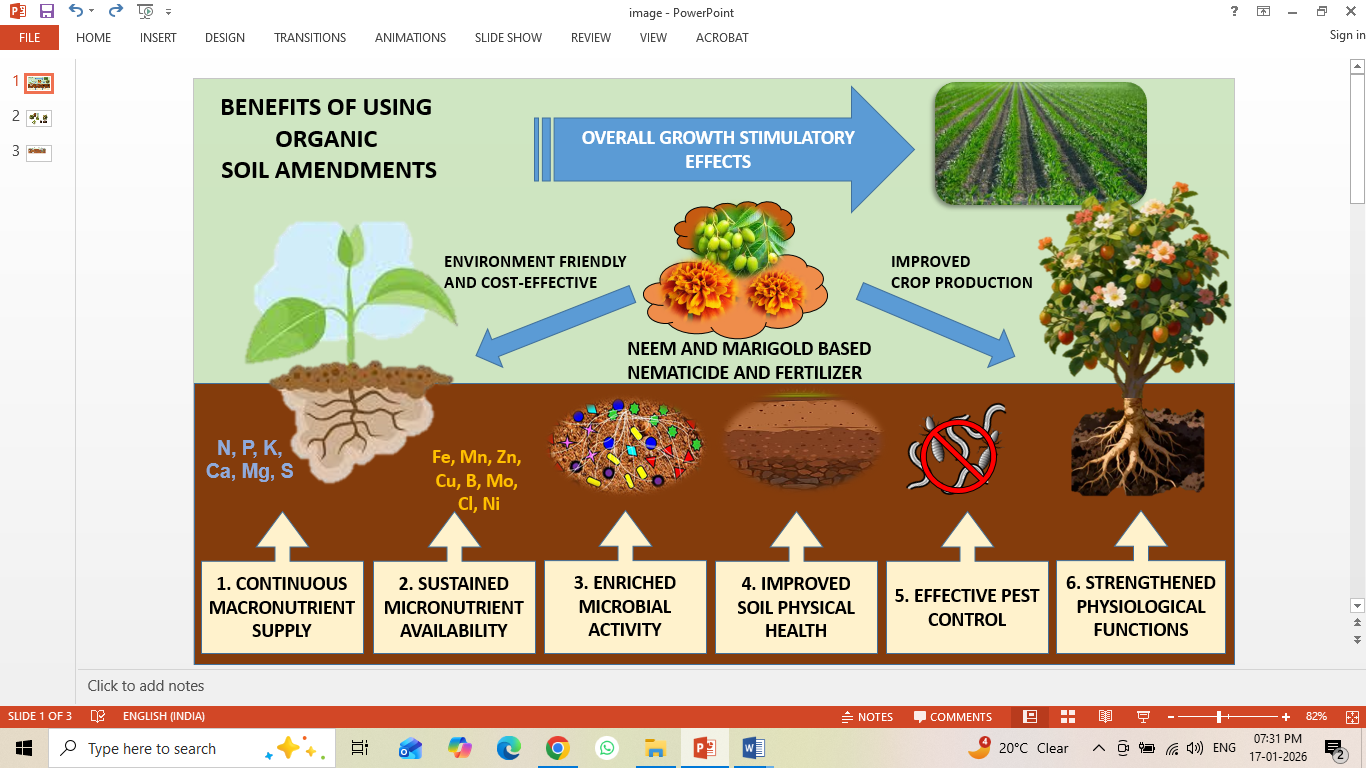 image - PowerPoint
?
Sign in
FILE
HOME
INSERT
DESIGN
TRANSITIONS
ANIMATIONS
SLIDE SHOW
REVIEW
VIEW
ACROBAT
1
2
3
BENEFITS OF USING
ORGANIC
SOIL AMENDMENTS
OVERALL GROWTH STIMULATORY
EFFECTS
ENVIRONMENT FRIENDLY
AND COST-EFFECTIVE
IMPROVED
CROP PRODUCTION
NEEM AND MARIGOLD BASED
NEMATICIDE AND FERTILIZER
N, P, K,
Ca, Mg, S
Fe, Mn, Zn,
Cu, B, Mo,
Cl, Ni
1. CONTINUOUS
MACRONUTRIENT
SUPPLY
2. SUSTAINED
MICRONUTRIENT
AVAILABILITY
3. ENRICHED
MICROBIAL
ACTIVITY
4. IMPROVED
SOIL PHYSICAL
HEALTH
5. EFFECTIVE PEST
CONTROL
6. STRENGTHENED
PHYSIOLOGICAL
FUNCTIONS
Click to add notes
SLIDE 1 OF 3
ENGLISH (INDIA)
NOTES
COMMENTS
82%
Type here to search
4
20°C Clear
ENG
07:31 PM
17-01-2026
2